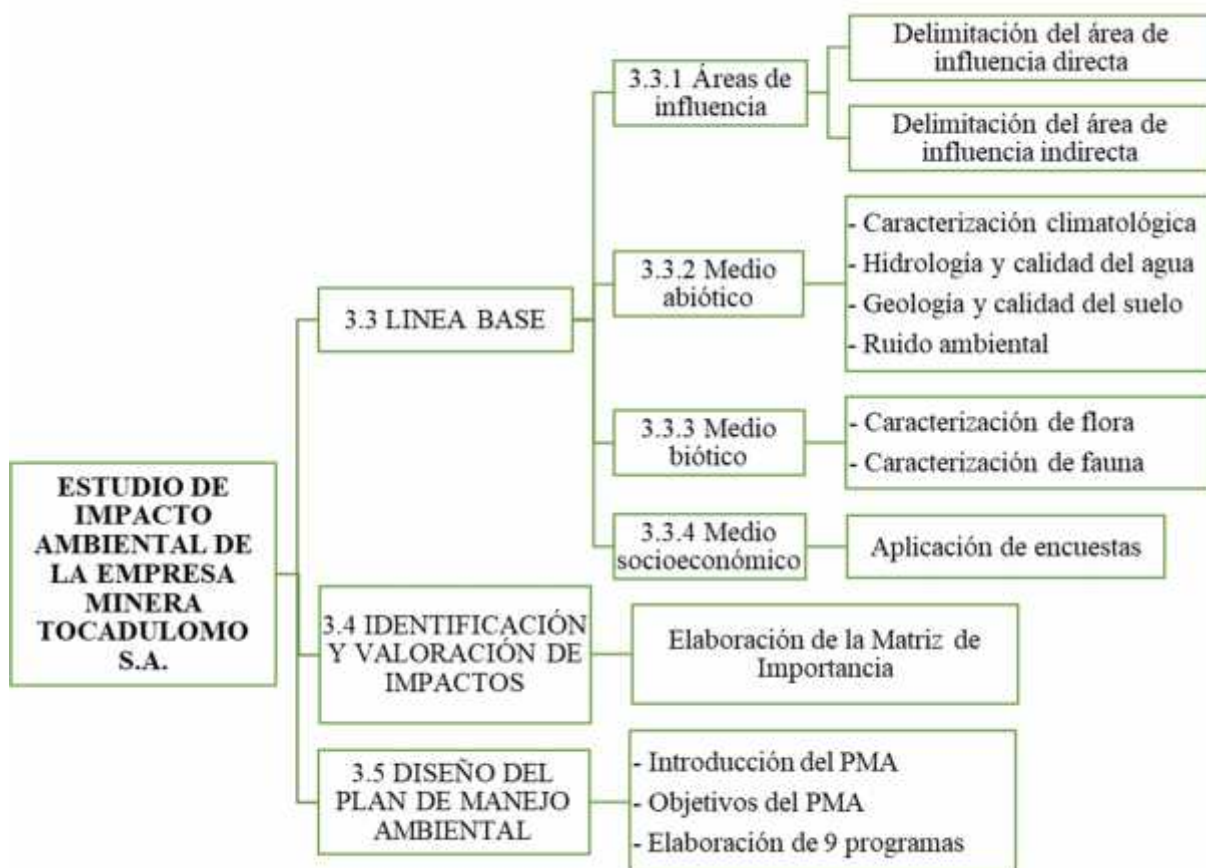 ESTUDIO DE
IMPACTO
AMBIENTAL DE
LA EMPRESA
MINERA
TOCADULOMO
S.A.
3.3 LINEA BASE
3.3.1 Áreas de
influencia
Delimitación del área de
influencia directa
Delimitación del área de
influencia indirecta
3.3.2 Medio
abiótico
- Caracterización climatológica
- Hidrología y calidad del agua
- Geología y calidad del suelo
- Ruido ambiental
3.3.3 Medio
biótico
- Caracterización de flora
- Caracterización de fauna
3.3.4 Medio
socioeconómico
Aplicación de encuestas
3.4 IDENTIFICACIÓN
Y VALORACIÓN DE
IMPACTOS
Elaboración de la Matriz de
Importancia
3.5 DISEÑO DEL
PLAN DE MANEJO
AMBIENTAL
- Introducción del PMA
- Objetivos del PMA
- Elaboración de 9 programas